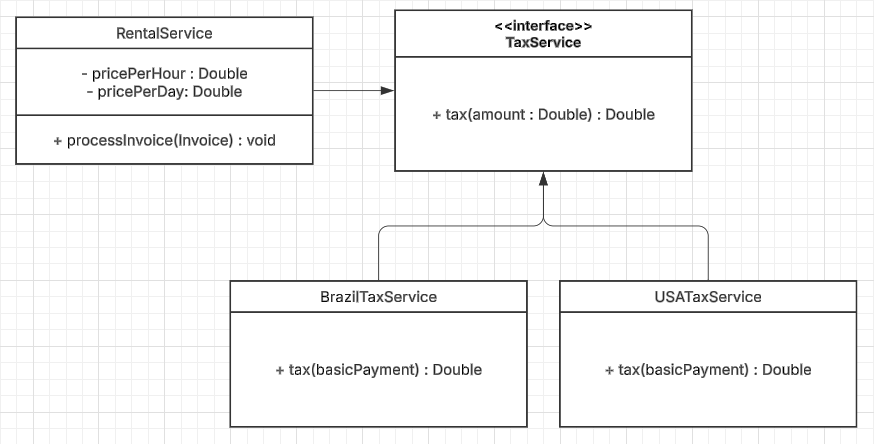 RentalService
- pricePerHour : Double
- pricePerDay: Double
+ processInvoice(Invoice) : void
<<interface>>
TaxService
+ tax(amount : Double) : Double
BrazilTaxService
+ tax(basicPayment) : Double
USATaxService
+ tax(basicPayment) : Double